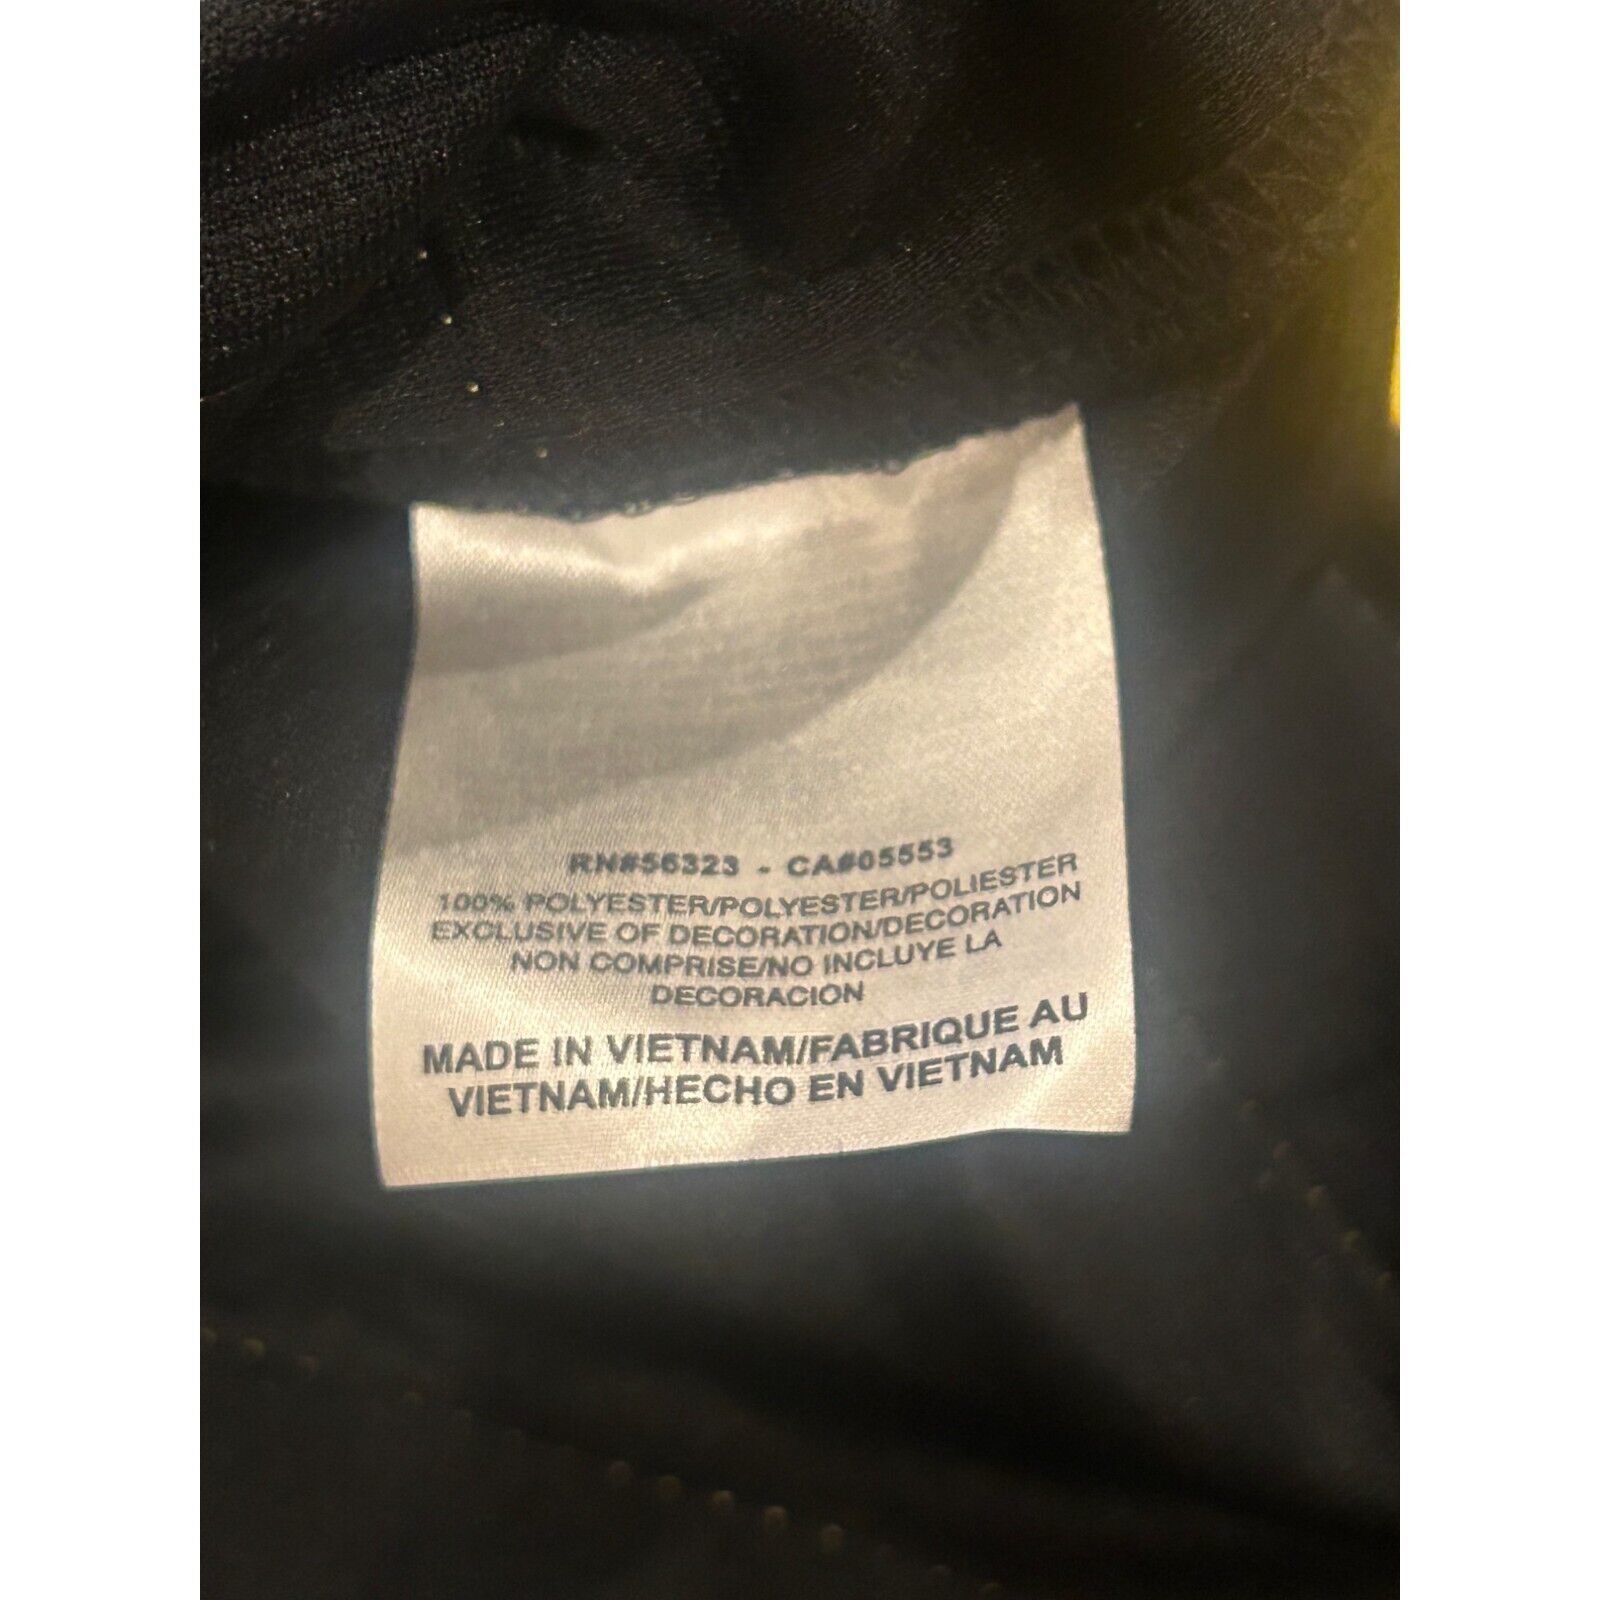 RN#56323 - CA#05553
100% POLYESTER/POLYESTER/POLIESTER
EXCLUSIVE OF DECORATION/DECORATION
NON COMPRISE/NO INCLUYE LA
DECORACION
MADE IN VIETNAM/FABRIQUE AU
VIETNAM/HECHO EN VIETNAM